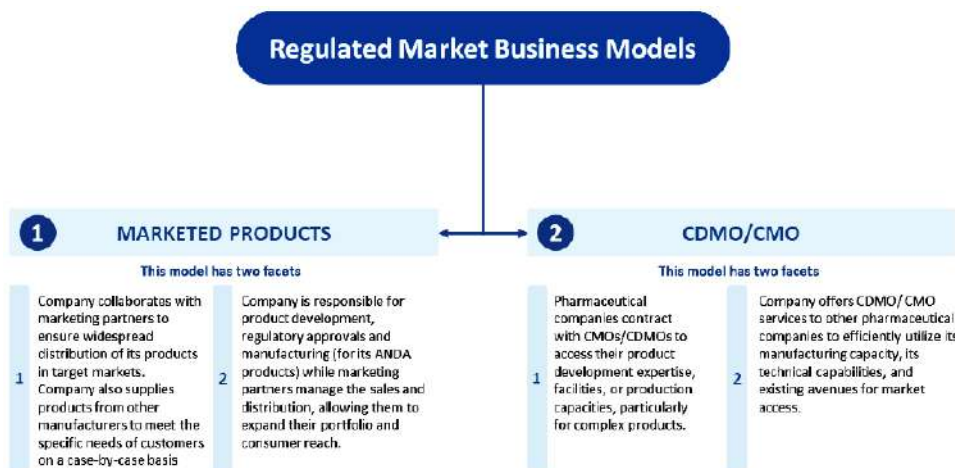 Regulated Market Business Models
1 MARKETED PRODUCTS
This model has two facets
1
Company collaborates with
marketing partners to
ensure widespread
distribution of its products
in target markets.
Company also supplies
products from other
manufacturers to meet the
specific needs of customers
on a case-by-case basis
2
Company is responsible for
product development,
regulatory approvals and
manufacturing (for its ANDA
products) while marketing
partners manage the sales and
distribution, allowing them to
expand their portfolio and
consumer reach.
2 CDMO/CMO
This model has two facets
1
Pharmaceutical
companies contract
with CMOs/CDMOs to
access their product
development expertise,
facilities, or production
capacities, particularly
for complex products.
2
Company offers CDMO/CMO
services to other pharmaceutical
companies to efficiently utilize its
manufacturing capacity, its
technical capabilities, and
existing avenues for market
access.